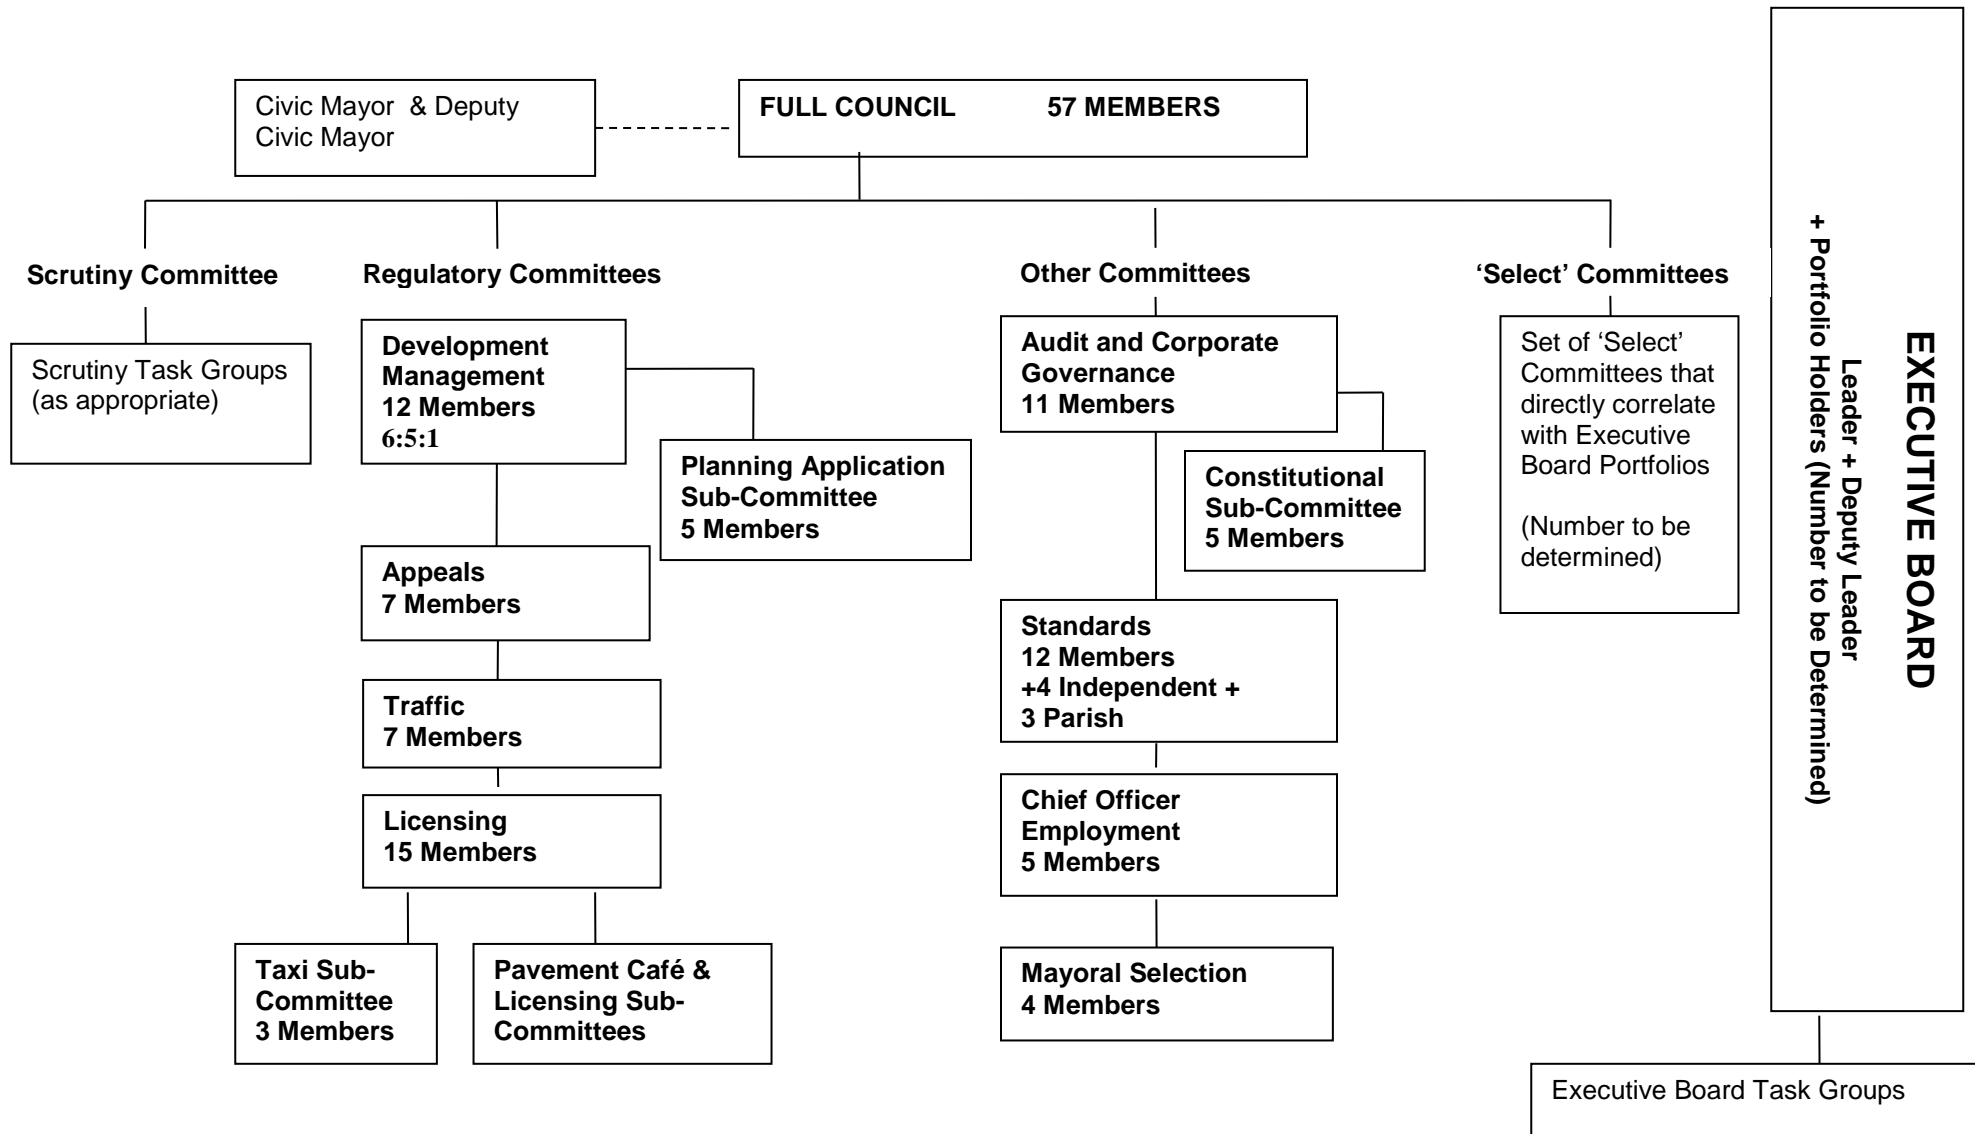 Civic Mayor & Deputy
Civic Mayor
FULL COUNCIL 57 MEMBERS
Scrutiny Committee
Scrutiny Task Groups
(as appropriate)
Regulatory Committees
Development
Management
12 Members
6:5:1
Planning Application
Sub-Committee
5 Members
Appeals
7 Members
Traffic
7 Members
Licensing
15 Members
Taxi Sub-
Committee
3 Members
Pavement Café &
Licensing Sub-
Committees
Other Committees
Audit and Corporate
Governance
11 Members
Constitutional
Sub-Committee
5 Members
Standards
12 Members
+4 Independent +
3 Parish
Chief Officer
Employment
5 Members
Mayoral Selection
4 Members
‘Select’ Committees
Set of ‘Select’
Committees that
directly correlate
with Executive
Board Portfolios
(Number to be
determined)
EXECUTIVE BOARD
Leader + Deputy Leader
+ Portfolio Holders (Number to be Determined)
Executive Board Task Groups